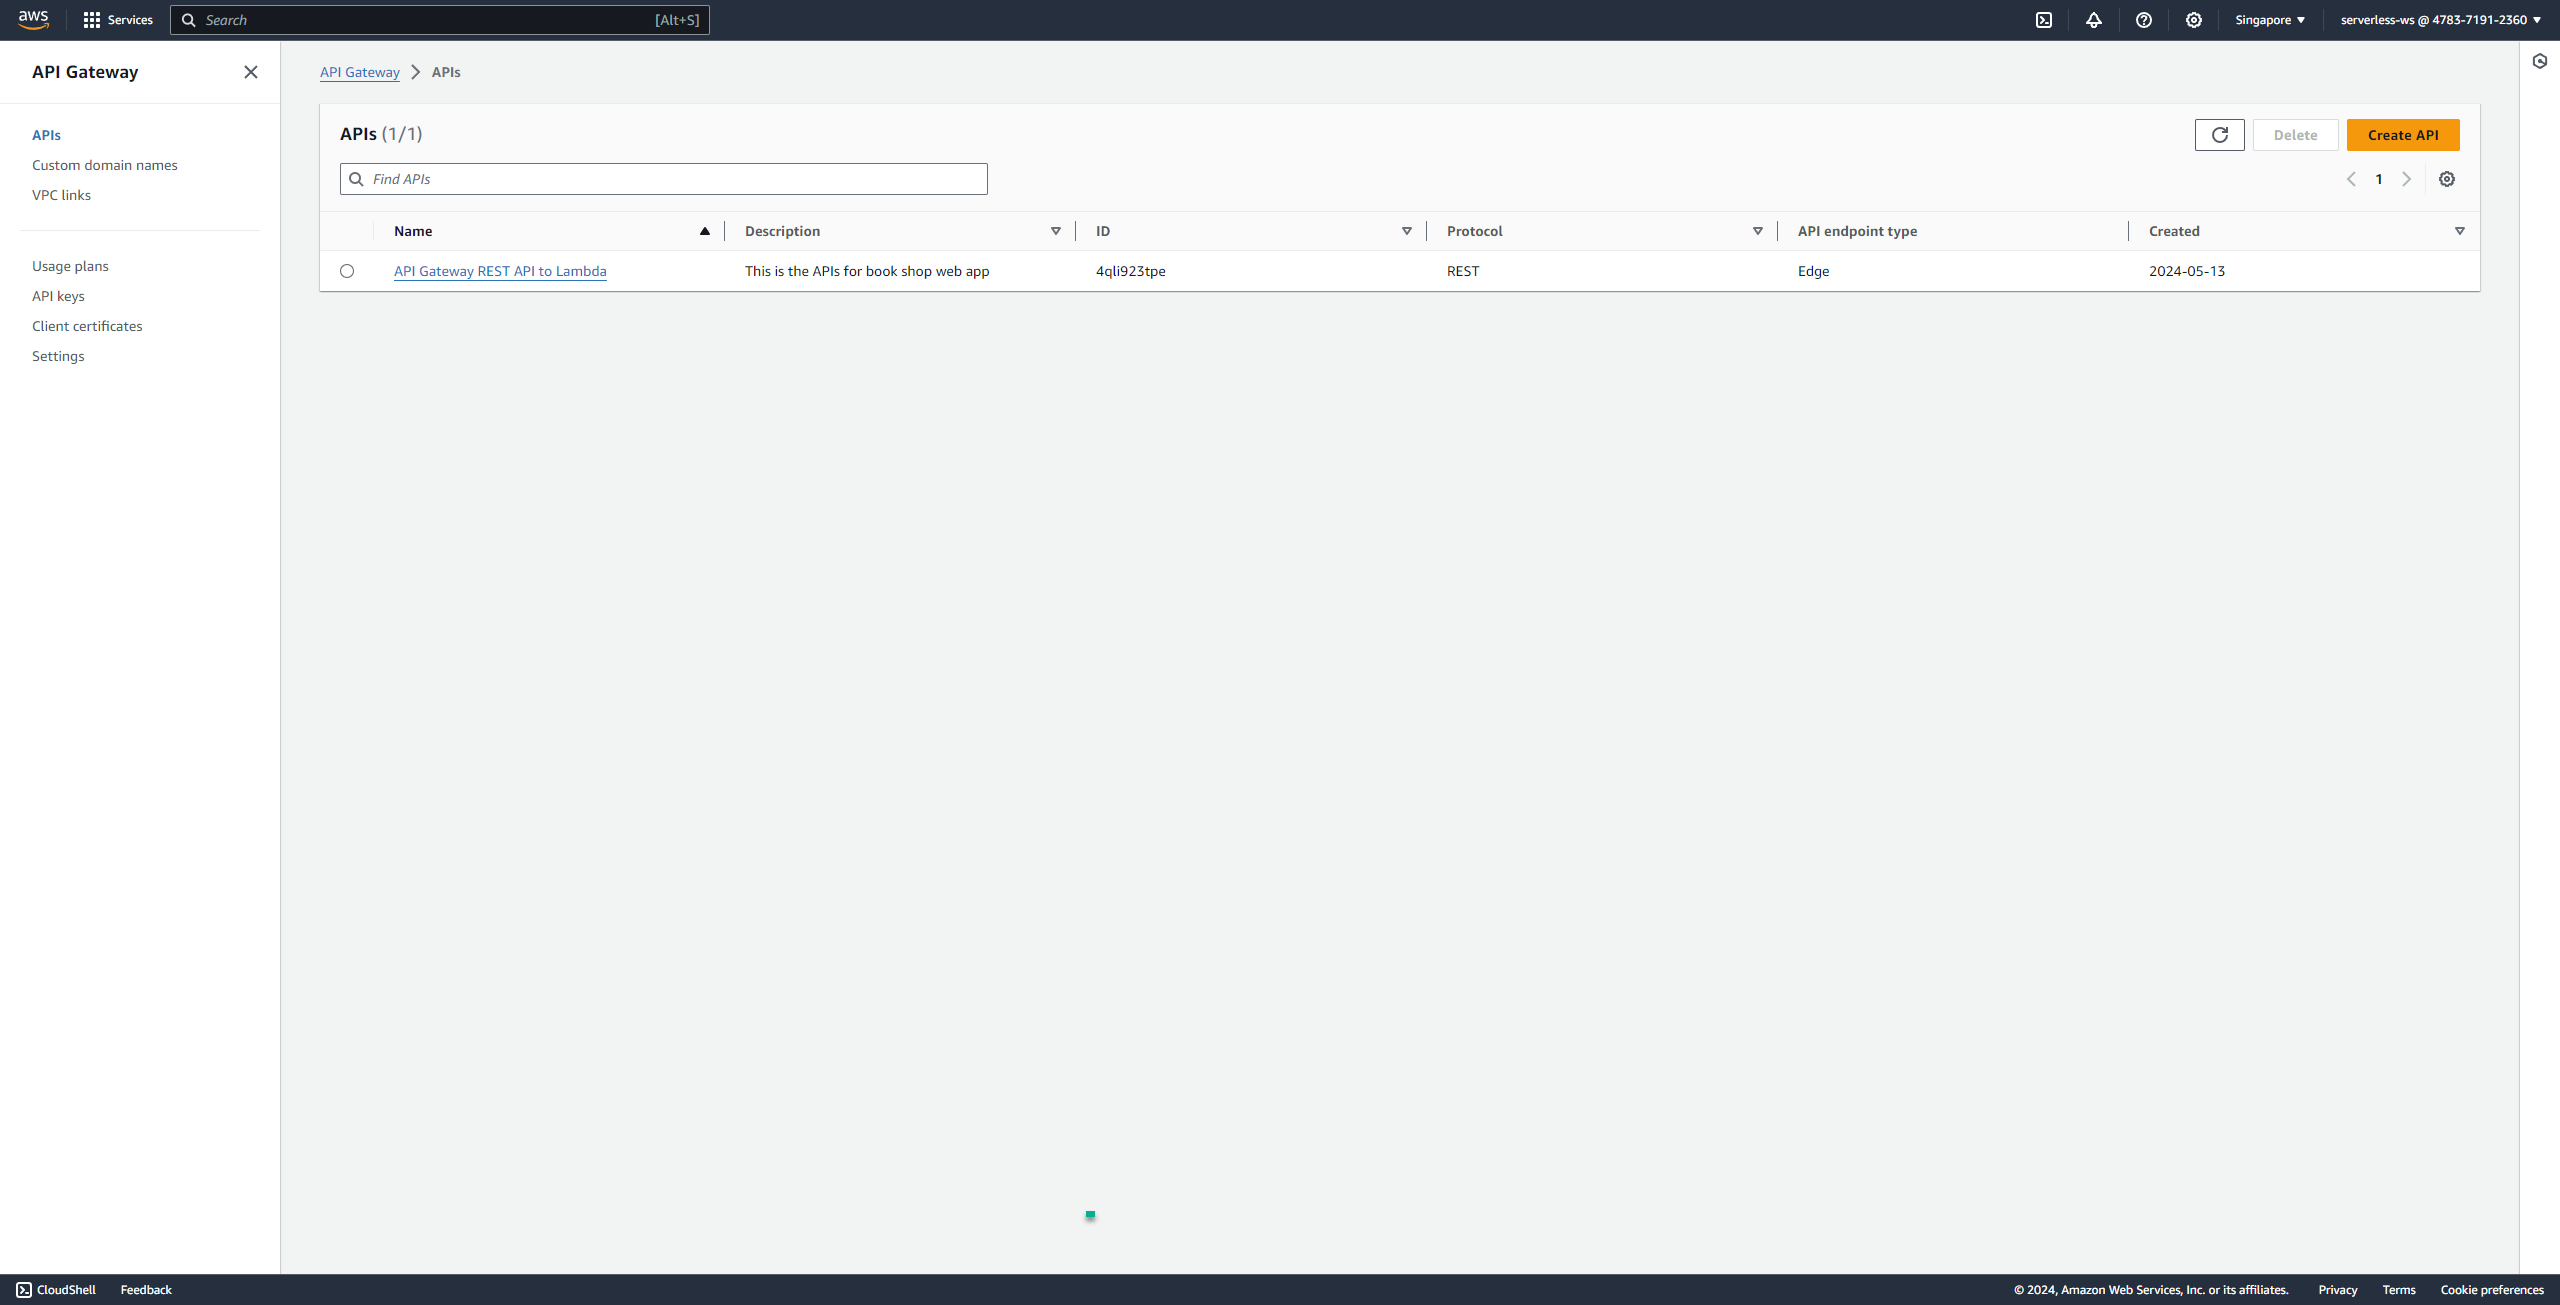 aws Services Search [Alt+S] Singapore serverless-ws @ 4783-7191-2360
API Gateway
APIs
Custom domain names
VPC links
Usage plans
API keys
Client certificates
Settings
API Gateway APIs
APIs (1/1)
Delete Create API
Find APIs
1
Name Description ID Protocol API endpoint type Created
API Gateway REST API to Lambda This is the APIs for book shop web app 4qli923tpe REST Edge 2024-05-13
CloudShell Feedback © 2024, Amazon Web Services, Inc. or its affiliates. Privacy Terms Cookie preferences